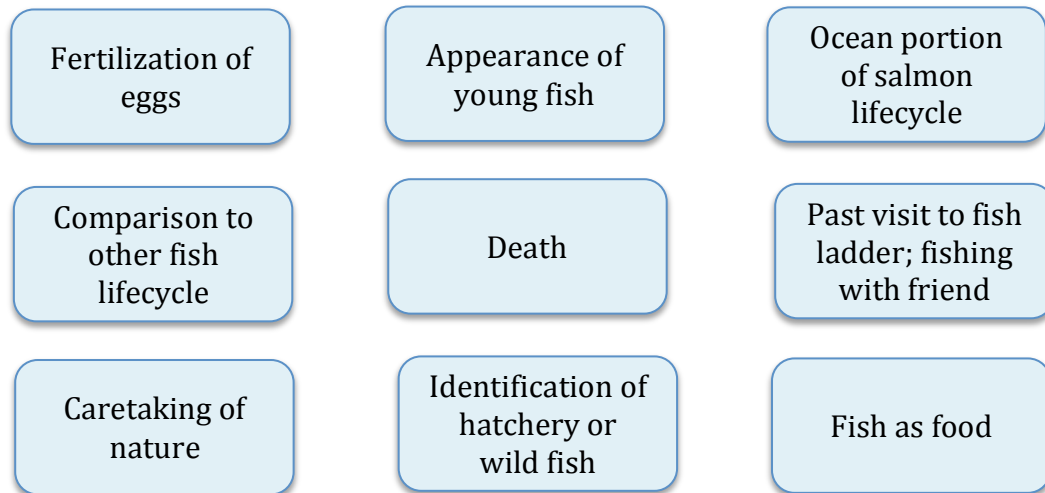 Fertilization of
eggs
Appearance of
young fish
Ocean portion
of salmon
lifecycle
Comparison to
other fish
lifecycle
Death
Past visit to fish
ladder; fishing
with friend
Caretaking of
nature
Identification of
hatchery or
wild fish
Fish as food